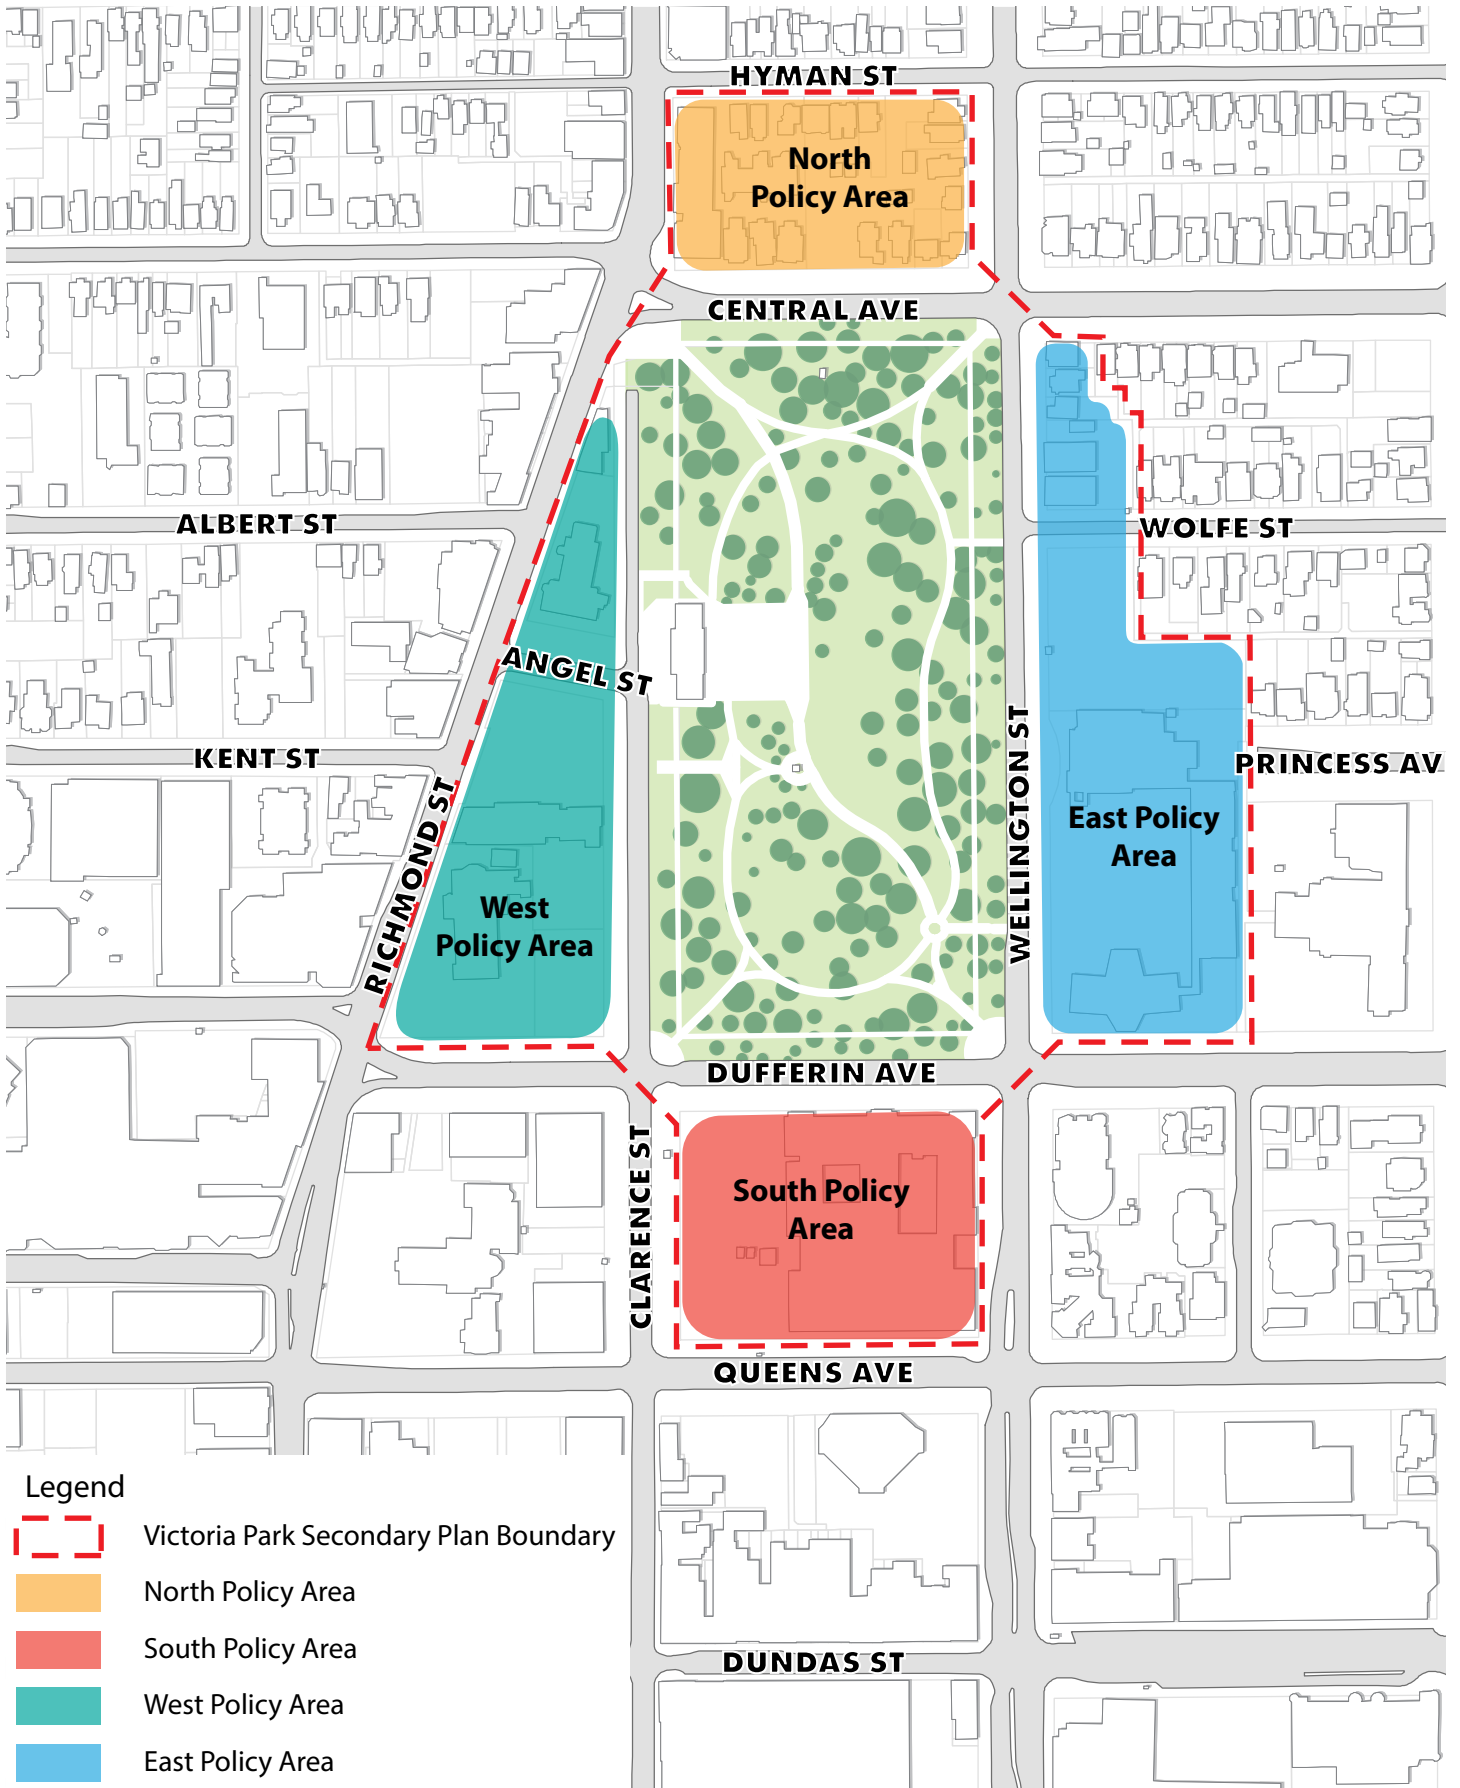 HYMAN ST
North
Policy Area
CENTRAL AVE
ALBERT ST
WOLFE ST
ANGEL ST
KENT ST
PRINCESS AV
RICHMOND ST
WELLINGTON ST
East Policy
Area
West
Policy Area
DUFFERIN AVE
CLARENCE ST
South Policy
Area
QUEENS AVE
DUNDAS ST
Legend
Victoria Park Secondary Plan Boundary
North Policy Area
South Policy Area
West Policy Area
East Policy Area